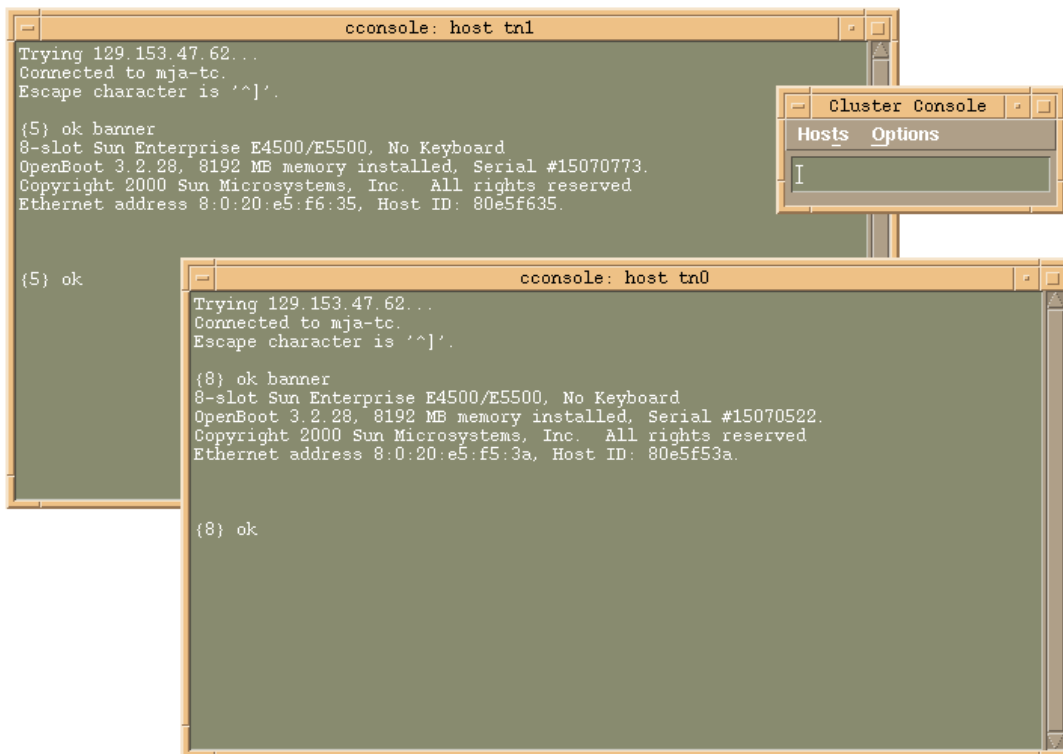 cconsole: host tn1
Trying 129.153.47.62...
Connected to mja-tc.
Escape character is '^]'.
{5} ok banner
8-slot Sun Enterprise E4500/E5500, No Keyboard
OpenBoot 3.2.28, 8192 MB memory installed, Serial #15070773.
Copyright 2000 Sun Microsystems, Inc.  All rights reserved
Ethernet address 8:0:20:e5:f6:35, Host ID: 80e5f635.
{5} ok
Cluster Console
Hosts Options
cconsole: host tn0
Trying 129.153.47.62...
Connected to mja-tc.
Escape character is '^]'.
{8} ok banner
8-slot Sun Enterprise E4500/E5500, No Keyboard
OpenBoot 3.2.28, 8192 MB memory installed, Serial #15070522.
Copyright 2000 Sun Microsystems, Inc.  All rights reserved
Ethernet address 8:0:20:e5:f5:3a, Host ID: 80e5f53a.
{8} ok